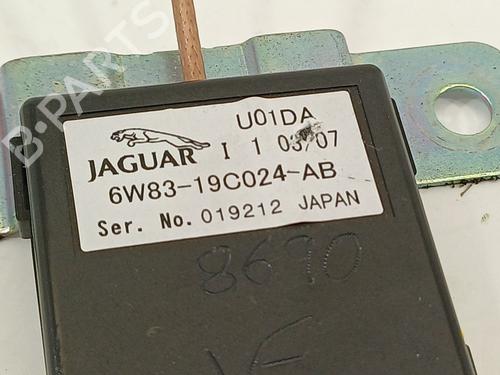 U01DA
JAGUAR I 1 03/07
6W83-19C024-AB
Ser. No. 019212 JAPAN
8690
B-PARTS